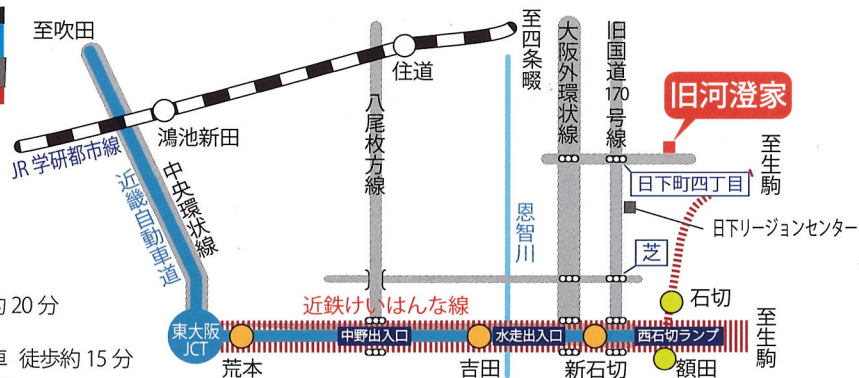 至吹田
鴻池新田
住道
至四条畷
JR学研都市線
近畿自動車道
中央環状線
八尾枚方線
恩智川
大阪外環状線
旧国道170号線
旧河澄家
至生駒
日下町四丁目
日下リージョンセンター
芝
石切
近鉄けいはんな線
東大阪
JCT
荒本
中野出入口
吉田
水走出入口
新石切
西石切ランプ
額田
至生駒
20分
徒歩約15分